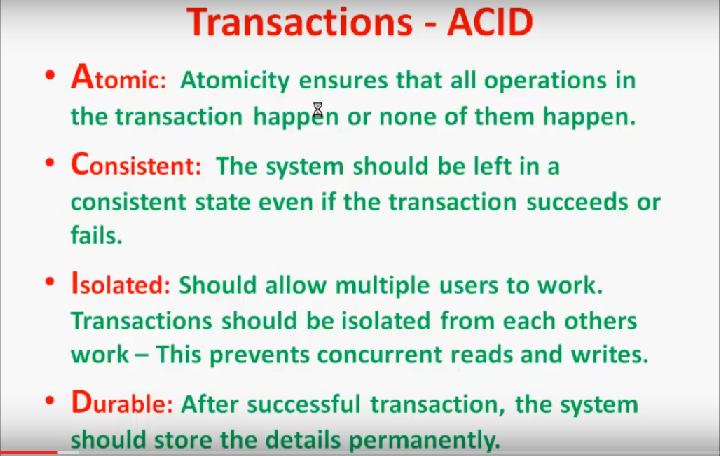 Transactions - ACID
• Atomic: Atomicity ensures that all operations in
the transaction happen or none of them happen.
• Consistent: The system should be left in a
consistent state even if the transaction succeeds or
fails.
• Isolated: Should allow multiple users to work.
Transactions should be isolated from each others
work – This prevents concurrent reads and writes.
• Durable: After successful transaction, the system
should store the details permanently.